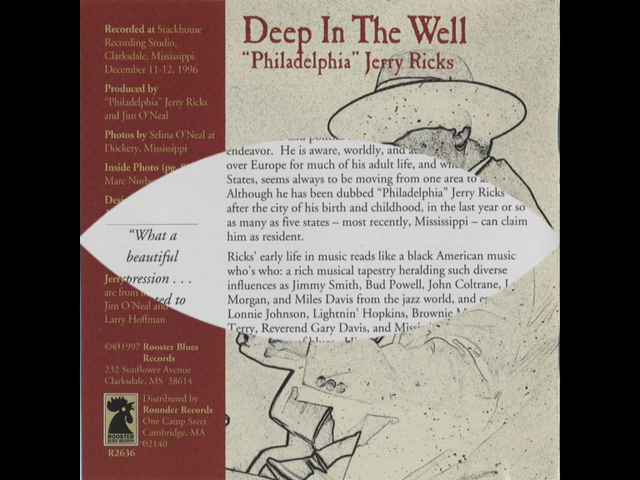 Recorded at Stackhouse
Recording Studio,
Clarksdale, Mississippi
December 11-12, 1996
Produced by
"Philadelphia" Jerry Ricks
and Jim O'Neal
Photos by Selina O'Neal at
Dockery, Mississippi
Inside Photo (pg.
Marc
"What a
beautiful
pression . . .
to
Jerry
are from
Jim O'Neal and
Larry Hoffman
©℗1997 Rooster Blues
Records
232 Sunflower Avenue
Clarksdale, MS 38614
Distributed by
Rounder Records
One Camp Street
Cambridge, MA
02140
ROOSTER
R2636
Deep In The Well
"Philadelphia" Jerry Ricks
endeavor. He is aware, worldly, and
over Europe for much of his adult life, and
States, seems always to be moving from one area to
Although he has been dubbed "Philadelphia" Jerry Ricks
after the city of his birth and childhood, in the last year or so
as many as five states – most recently, Mississippi – can claim
him as resident.
Ricks' early life in music reads like a black American music
who's who: a rich musical tapestry heralding such diverse
influences as Jimmy Smith, Bud Powell, John Coltrane,
Morgan, and Miles Davis from the jazz world, and
Lonnie Johnson, Lightnin' Hopkins, Brownie
Terry, Reverend Gary Davis, and